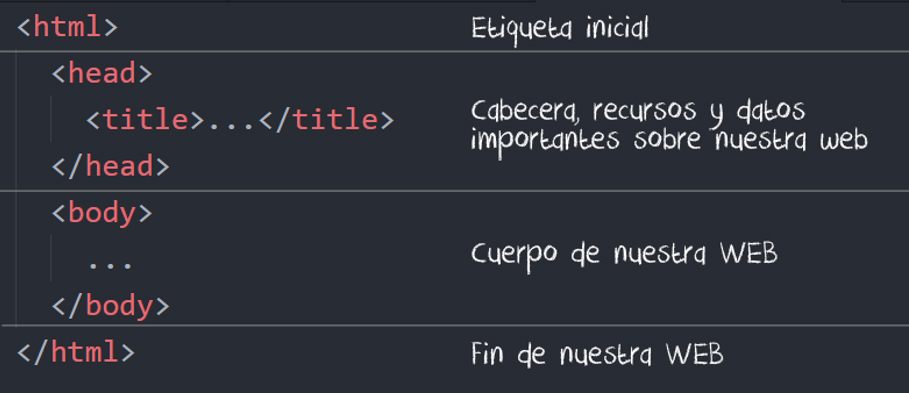 <html> Etiqueta inicial
<head>
<title>...</title> Cabecera, recursos y datos
importantes sobre nuestra web
</head>
<body>
... Cuerpo de nuestra WEB
</body>
</html> Fin de nuestra WEB